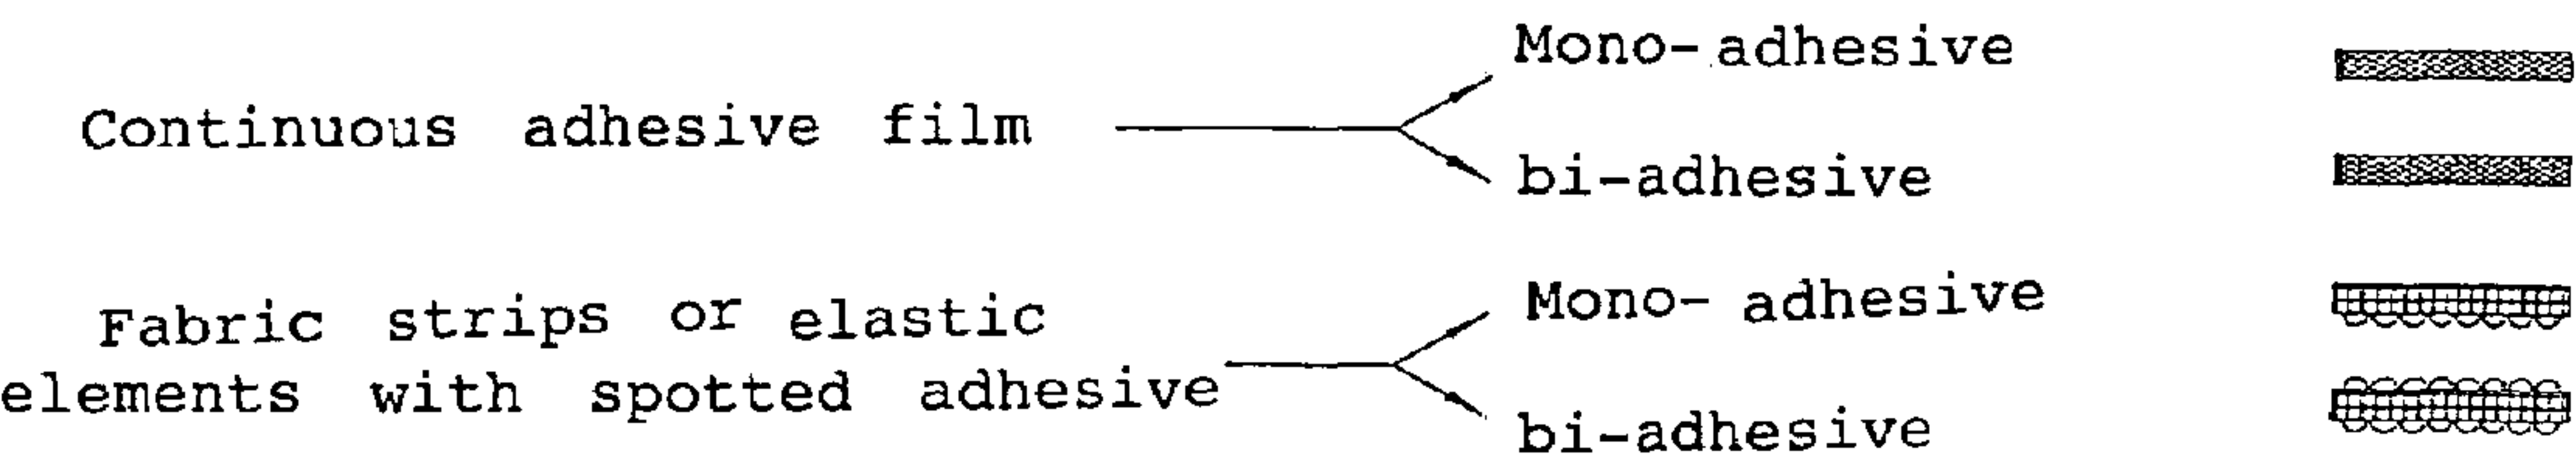 Mono-adhesive
Continuous adhesive film
bi-adhesive
Mono- adhesive
Fabric strips or elastic
elements with spotted adhesive
bi-adhesive